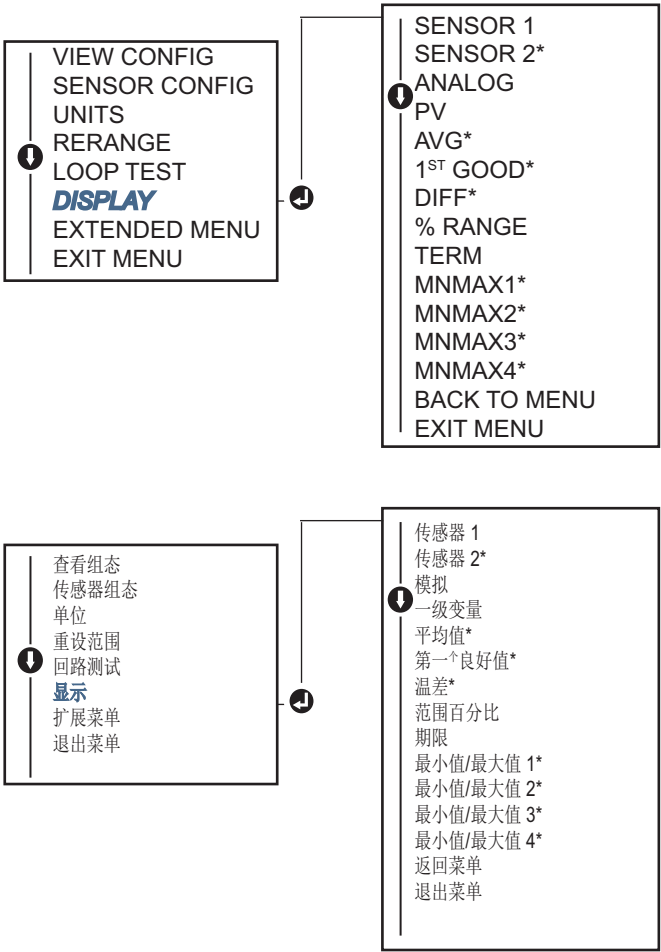 VIEW CONFIG
SENSOR CONFIG
UNITS
RERANGE
LOOP TEST
DISPLAY
EXTENDED MENU
EXIT MENU
SENSOR 1
SENSOR 2*
ANALOG
PV
AVG*
1ST GOOD*
DIFF*
% RANGE
TERM
MNMAX1*
MNMAX2*
MNMAX3*
MNMAX4*
BACK TO MENU
EXIT MENU
查看组态
传感器组态
单位
重设范围
回路测试
显示
扩展菜单
退出菜单
传感器 1
传感器 2*
模拟
一级变量
平均值*
第一个良好值*
温差*
范围百分比
期限
最小值/最大值 1*
最小值/最大值 2*
最小值/最大值 3*
最小值/最大值 4*
返回菜单
退出菜单